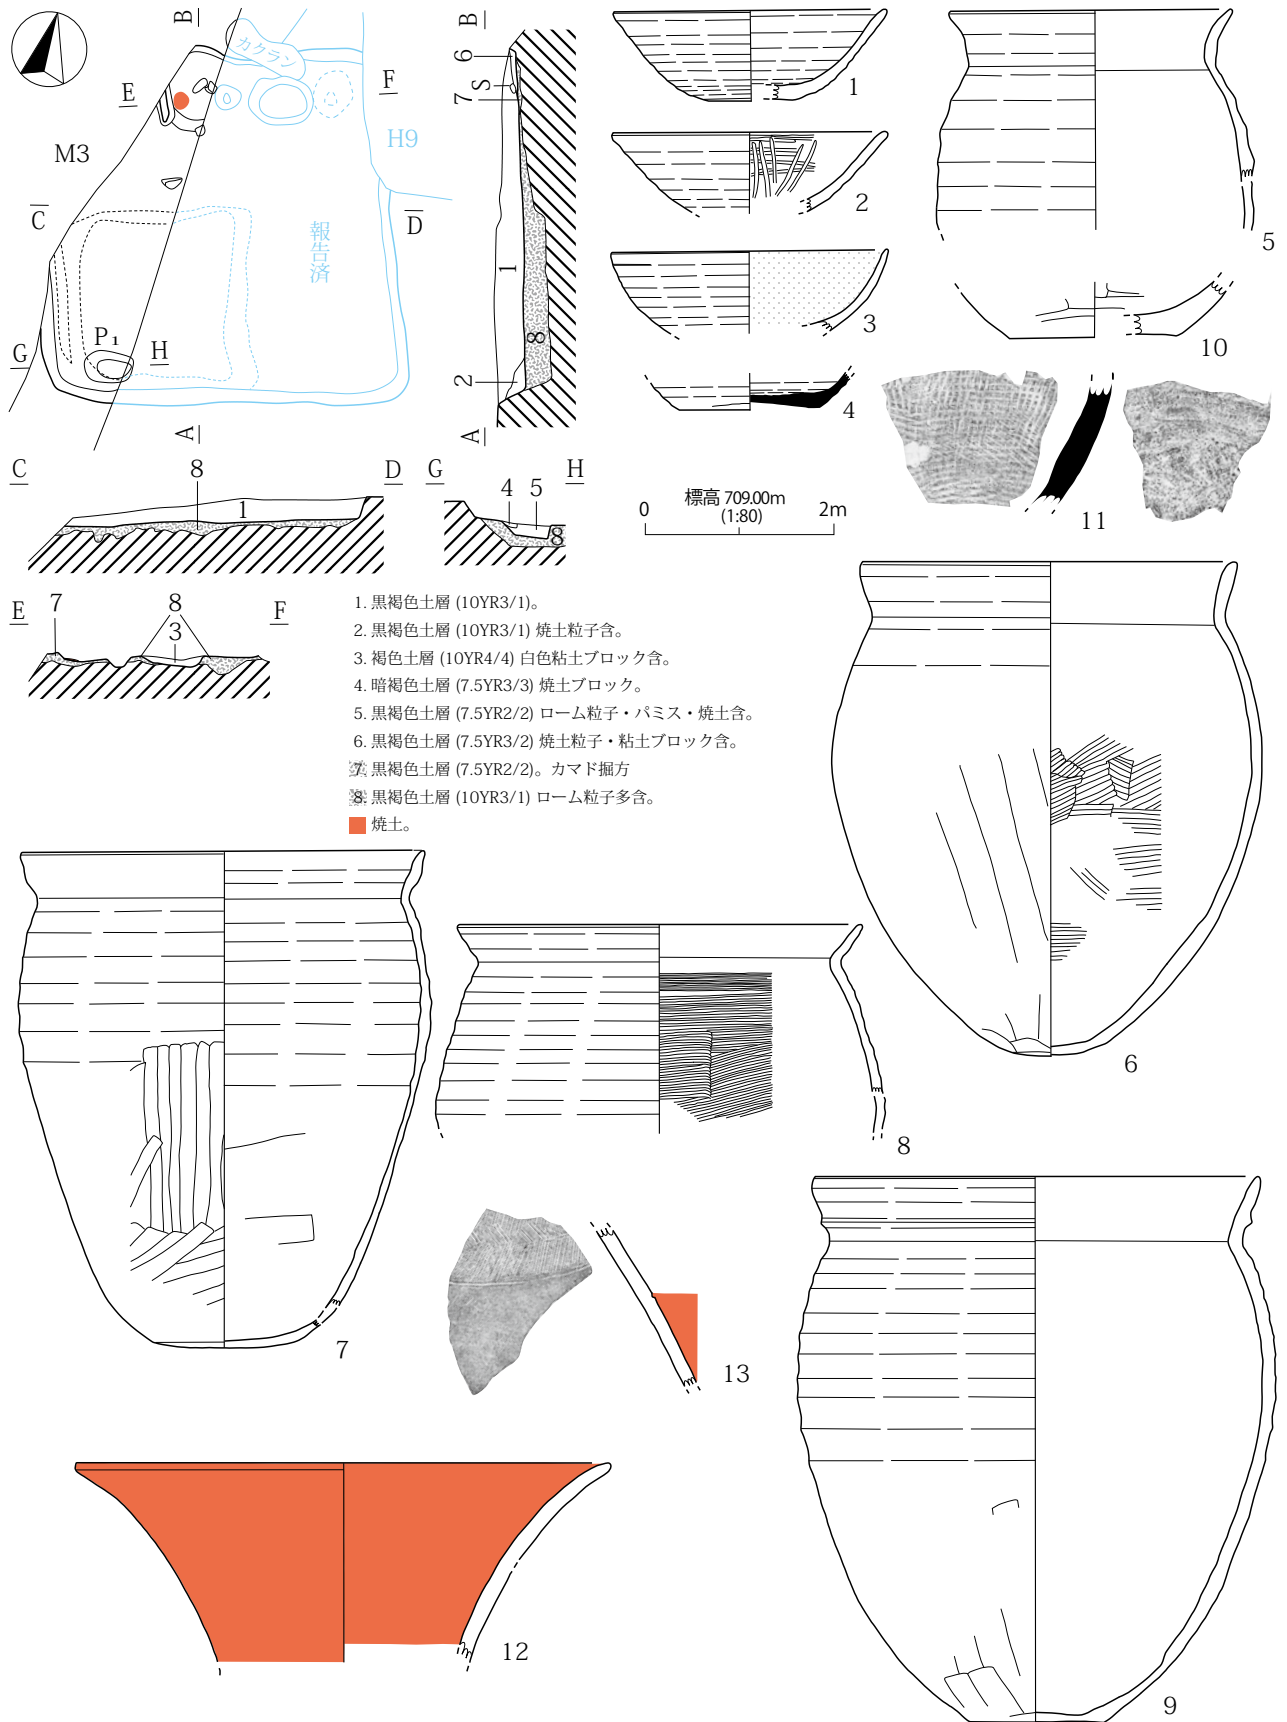 B
カクラン
E
F
M3
H9
C
D
報告済
P1
G
H
A
B
6
S
7
1
8
2
A
1
2
3
4
5
10
11
C
8
D
1
G
4
5
H
8
標高 709.00m
0
(1:80)
2m
E
7
8
3
F
1. 黒褐色土層 (10YR3/1)。
2. 黒褐色土層 (10YR3/1) 焼土粒子含。
3. 褐色土層 (10YR4/4) 白色粘土ブロック含。
4. 暗褐色土層 (7.5YR3/3) 焼土ブロック。
5. 黒褐色土層 (7.5YR2/2) ローム粒子・パミス・焼土含。
6. 黒褐色土層 (7.5YR3/2) 焼土粒子・粘土ブロック含。
7. 黒褐色土層 (7.5YR2/2)。カマド掘方
8. 黒褐色土層 (10YR3/1) ローム粒子多含。
焼土。
6
7
8
13
12
9